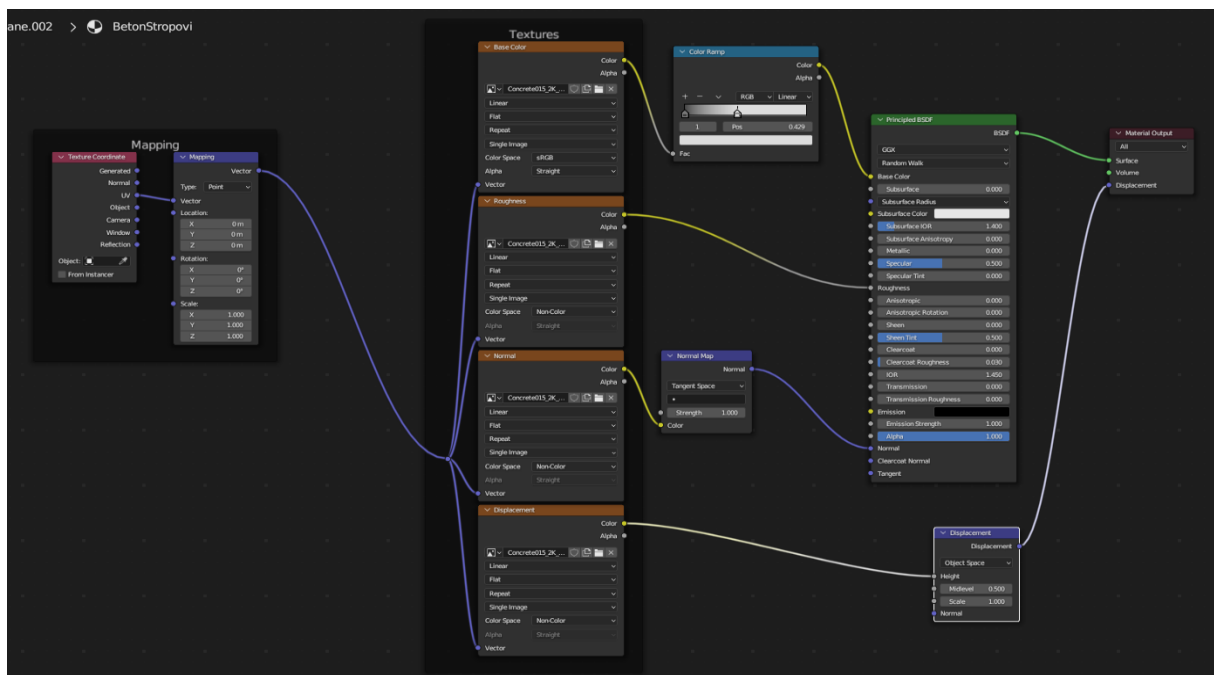 ane.002 > BetonStropovi
Mapping
Texture Coordinate
Generated
Normal
UV
Object
Camera
Window
Reflection
Object:
From Instancer
Mapping
Vector
Type: Point
Vector
Location:
X 0 m
Y 0 m
Z 0 m
Rotation:
X 0°
Y 0°
Z 0°
Scale:
X 1.000
Y 1.000
Z 1.000
Textures
Base Color
Color
Alpha
Concrete015_2K_...
Linear
Flat
Repeat
Single Image
Color Space sRGB
Alpha Straight
Vector
Roughness
Color
Alpha
Concrete015_2K_...
Linear
Flat
Repeat
Single Image
Color Space Non-Color
Alpha Straight
Vector
Normal
Color
Alpha
Concrete015_2K_...
Linear
Flat
Repeat
Single Image
Color Space Non-Color
Alpha Straight
Vector
Displacement
Color
Alpha
Concrete015_2K_...
Linear
Flat
Repeat
Single Image
Color Space Non-Color
Alpha Straight
Vector
Color Ramp
Color
Alpha
+ − RGB Linear
1 Pos 0.429
Fac
Normal Map
Normal
Tangent Space
Strength 1.000
Color
Principled BSDF
BSDF
GGX
Random Walk
Base Color
Subsurface 0.000
Subsurface Radius
Subsurface Color
Subsurface IOR 1.400
Subsurface Anisotropy 0.000
Metallic 0.000
Specular 0.500
Specular Tint 0.000
Roughness
Anisotropic 0.000
Anisotropic Rotation 0.000
Sheen 0.000
Sheen Tint 0.500
Clearcoat 0.000
Clearcoat Roughness 0.030
IOR 1.450
Transmission 0.000
Transmission Roughness 0.000
Emission
Emission Strength 1.000
Alpha 1.000
Normal
Clearcoat Normal
Tangent
Displacement
Displacement
Object Space
Height
Midlevel 0.500
Scale 1.000
Normal
Material Output
All
Surface
Volume
Displacement